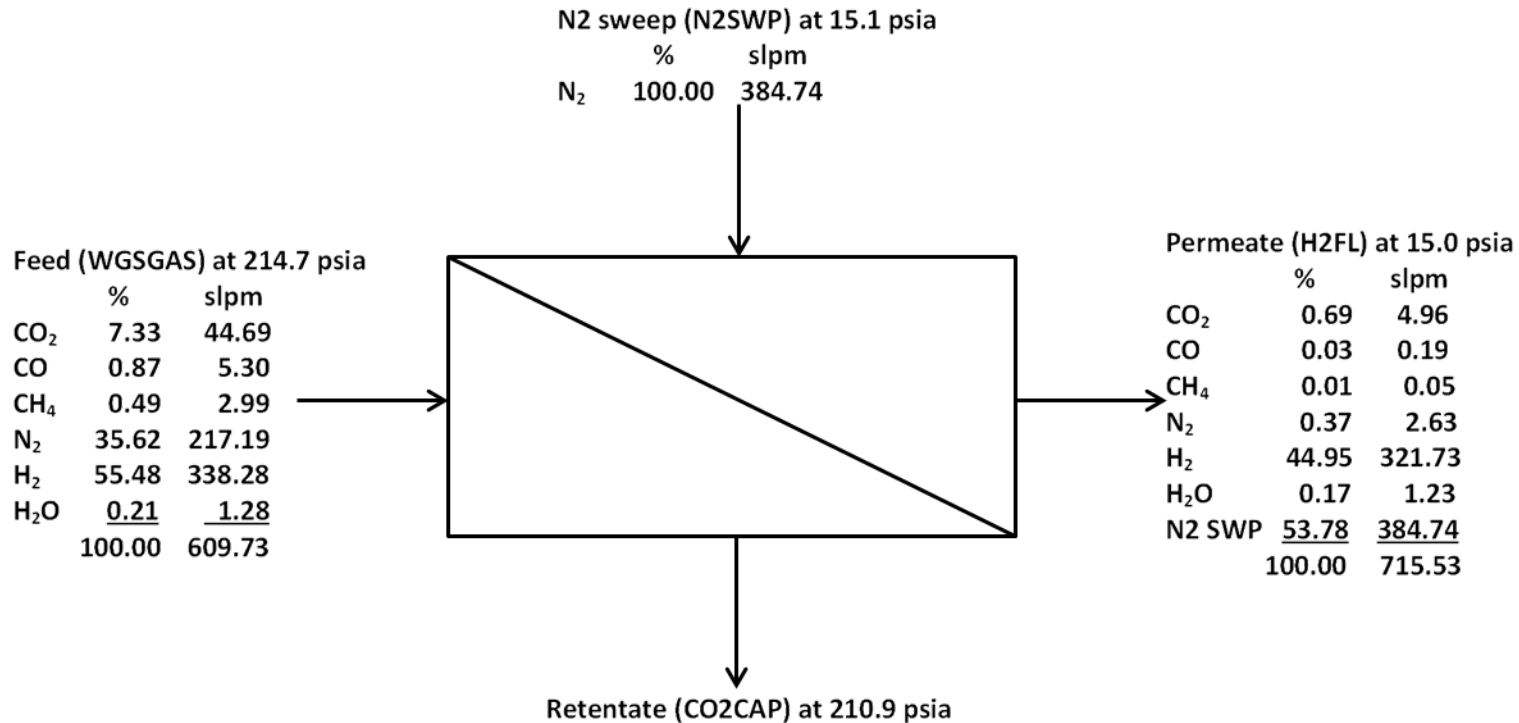 N2 sweep (N2SWP) at 15.1 psia
% slpm
N₂ 100.00 384.74
Feed (WGSGAS) at 214.7 psia
% slpm
CO₂ 7.33 44.69
CO 0.87 5.30
CH₄ 0.49 2.99
N₂ 35.62 217.19
H₂ 55.48 338.28
H₂O 0.21 1.28
100.00 609.73
Permeate (H2FL) at 15.0 psia
% slpm
CO₂ 0.69 4.96
CO 0.03 0.19
CH₄ 0.01 0.05
N₂ 0.37 2.63
H₂ 44.95 321.73
H₂O 0.17 1.23
N2 SWP 53.78 384.74
100.00 715.53
Retentate (CO2CAP) at 210.9 psia